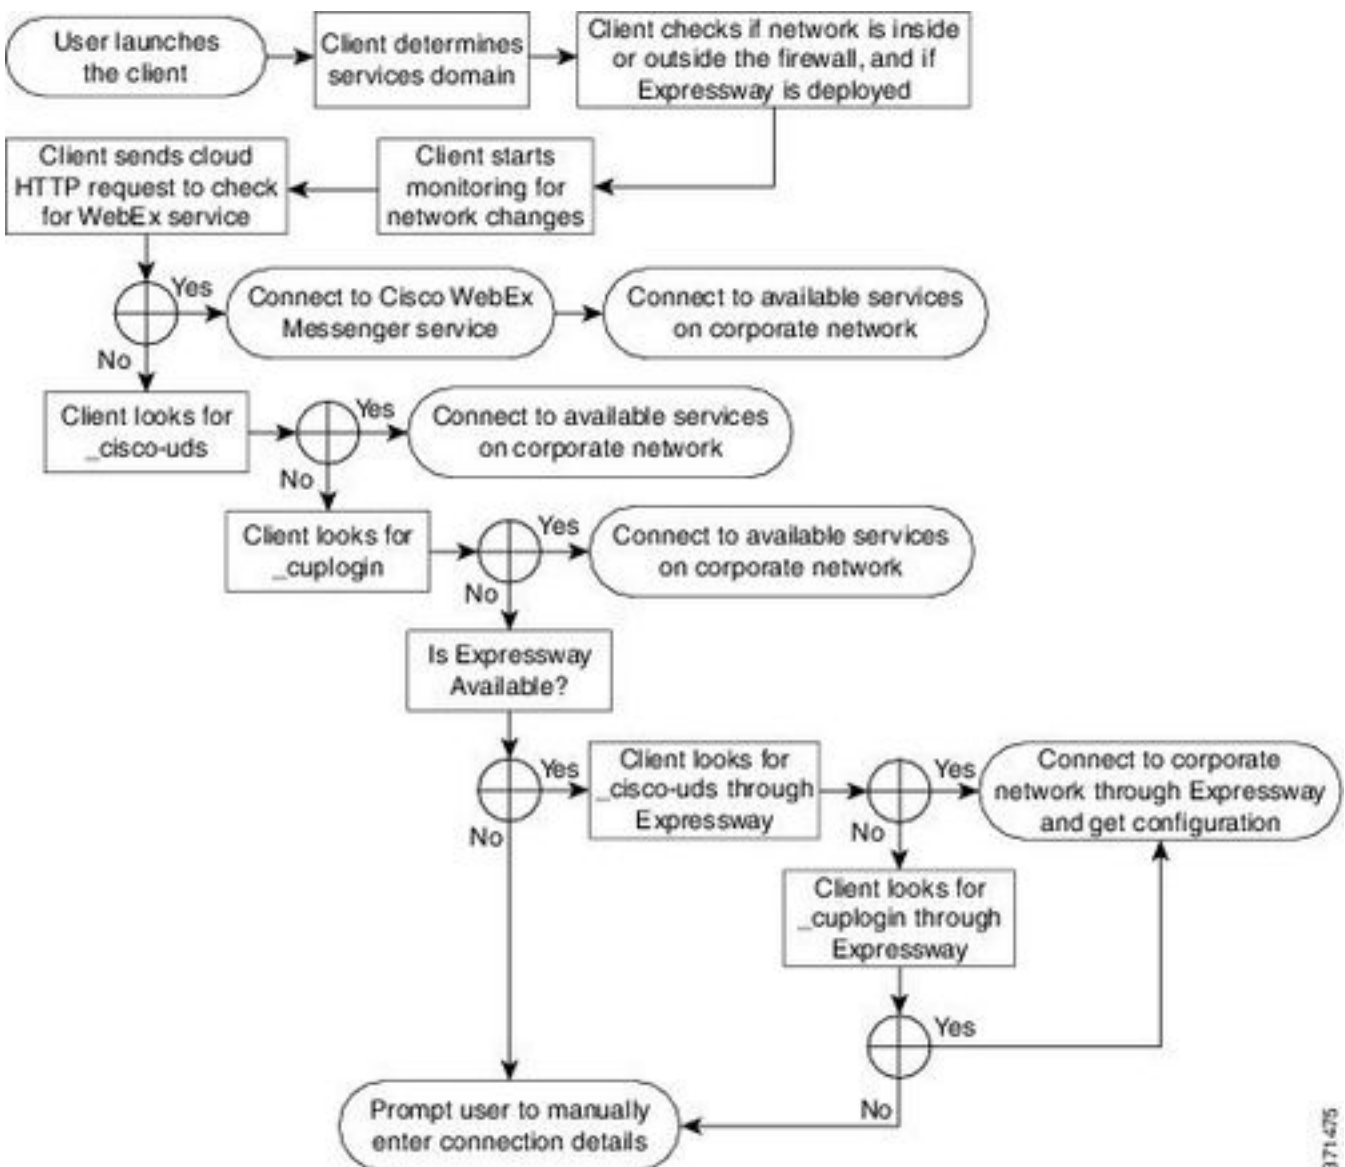 User launches
the client
Client determines
services domain
Client checks if network is inside
or outside the firewall, and if
Expressway is deployed
Client sends cloud
HTTP request to check
for WebEx service
Client starts
monitoring for
network changes
Yes
No
Connect to Cisco WebEx
Messenger service
Connect to available services
on corporate network
Client looks for
_cisco-uds
Yes
No
Connect to available services
on corporate network
Client looks for
_cuplogin
Yes
No
Connect to available services
on corporate network
Is Expressway
Available?
Yes
No
Client looks for
_cisco-uds through
Expressway
Yes
No
Connect to corporate
network through Expressway
and get configuration
Client looks for
_cuplogin through
Expressway
Yes
No
Prompt user to manually
enter connection details
371475